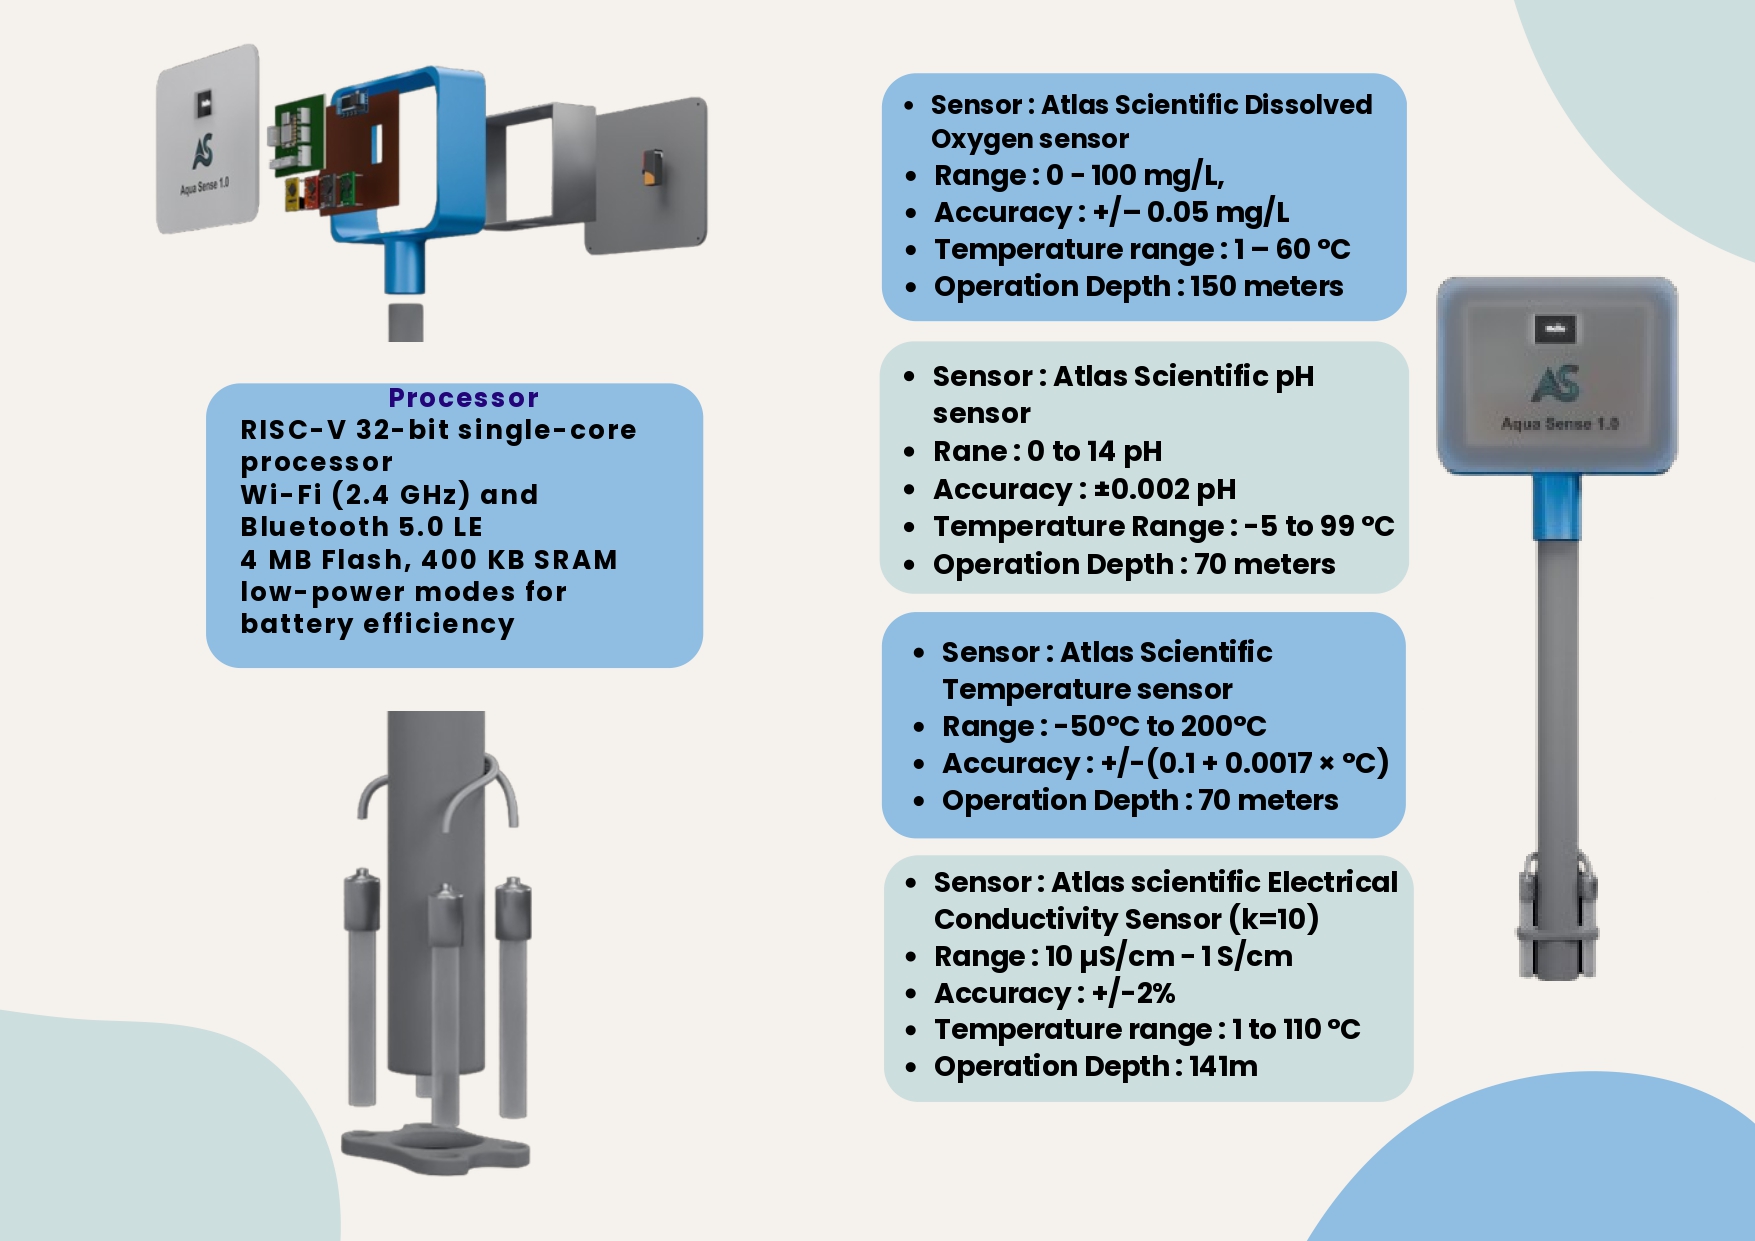 AS
Aqua Sense 1.0
Processor
RISC-V 32-bit single-core
processor
Wi-Fi (2.4 GHz) and
Bluetooth 5.0 LE
4 MB Flash, 400 KB SRAM
low-power modes for
battery efficiency
• Sensor : Atlas Scientific Dissolved
Oxygen sensor
• Range : 0 - 100 mg/L,
• Accuracy : +/– 0.05 mg/L
• Temperature range : 1 – 60 °C
• Operation Depth : 150 meters
• Sensor : Atlas Scientific pH
sensor
• Rane : 0 to 14 pH
• Accuracy : ±0.002 pH
• Temperature Range : -5 to 99 °C
• Operation Depth : 70 meters
• Sensor : Atlas Scientific
Temperature sensor
• Range : -50°C to 200°C
• Accuracy : +/-(0.1 + 0.0017 × °C)
• Operation Depth : 70 meters
• Sensor : Atlas scientific Electrical
Conductivity Sensor (k=10)
• Range : 10 µS/cm - 1 S/cm
• Accuracy : +/-2%
• Temperature range : 1 to 110 °C
• Operation Depth : 141m
AS
Aqua Sense 1.0